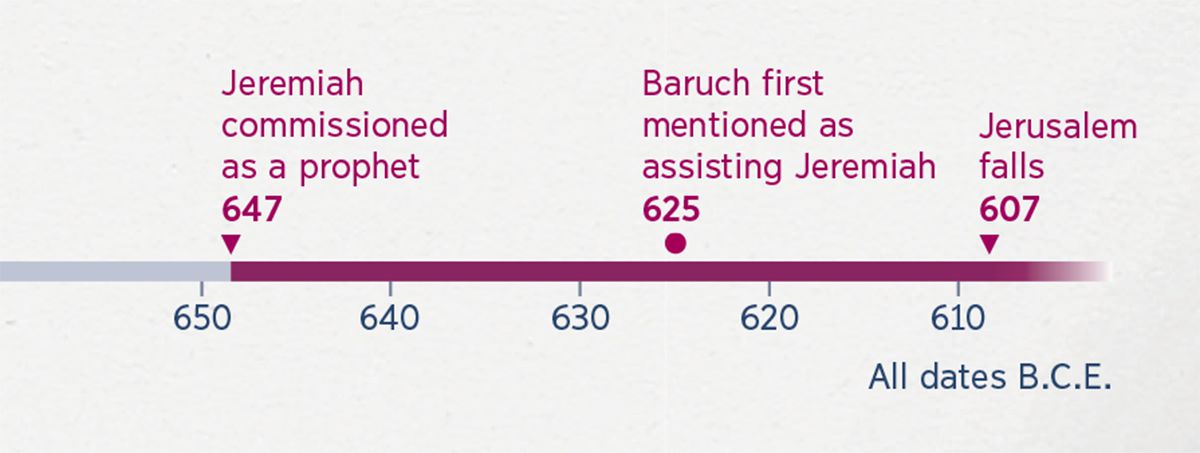 Jeremiah
commissioned
as a prophet
647
Baruch first
mentioned as
assisting Jeremiah
625
Jerusalem
falls
607
650 640 630 620 610
All dates B.C.E.